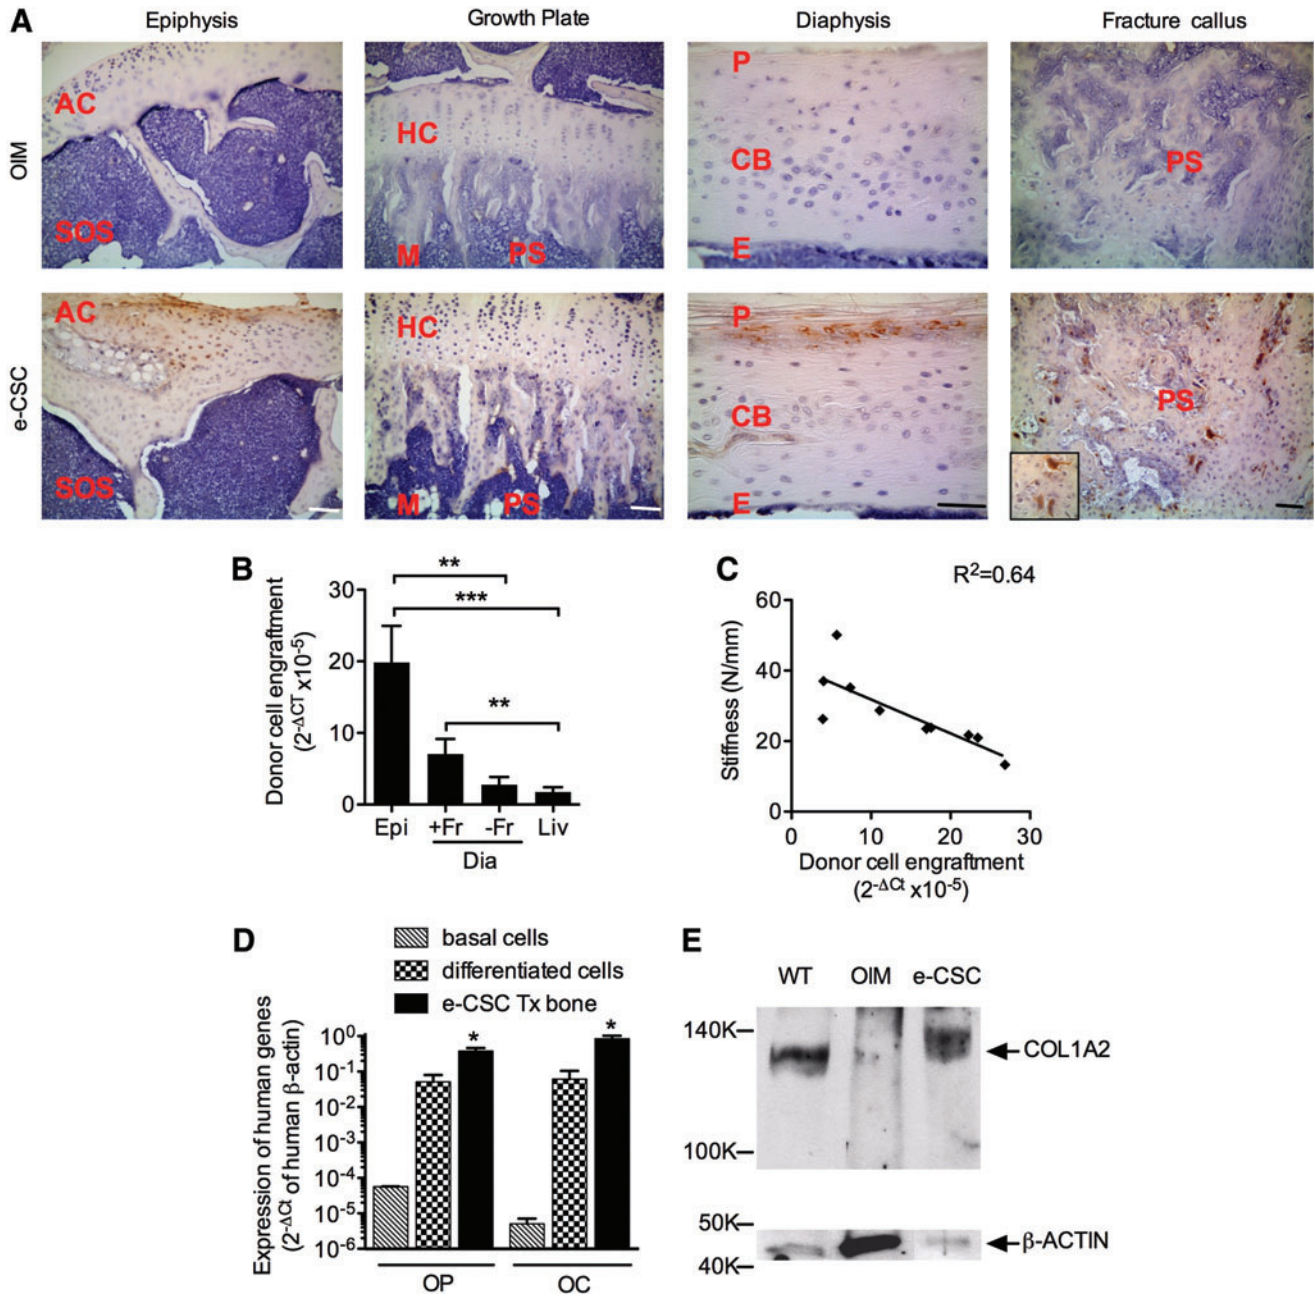 A
Epiphysis
Growth Plate
Diaphysis
Fracture callus
OIM
AC
SOS
HC
M
PS
P
CB
E
PS
e-CSC
AC
SOS
HC
M
PS
P
CB
E
PS
B
Donor cell engraftment
(2^-ΔCT x10^-5)
30
20
10
0
**
***
**
Epi
+Fr
-Fr
Liv
Dia
C
R²=0.64
Stiffness (N/mm)
60
40
20
0
0
10
20
30
Donor cell engraftment
(2^-ΔCt x10^-5)
D
basal cells
differentiated cells
e-CSC Tx bone
Expression of human genes
(2^-ΔCt of human β-actin)
10^0
10^-1
10^-2
10^-3
10^-4
10^-5
10^-6
*
*
OP
OC
E
WT
OIM
e-CSC
140K
COL1A2
100K
50K
β-ACTIN
40K